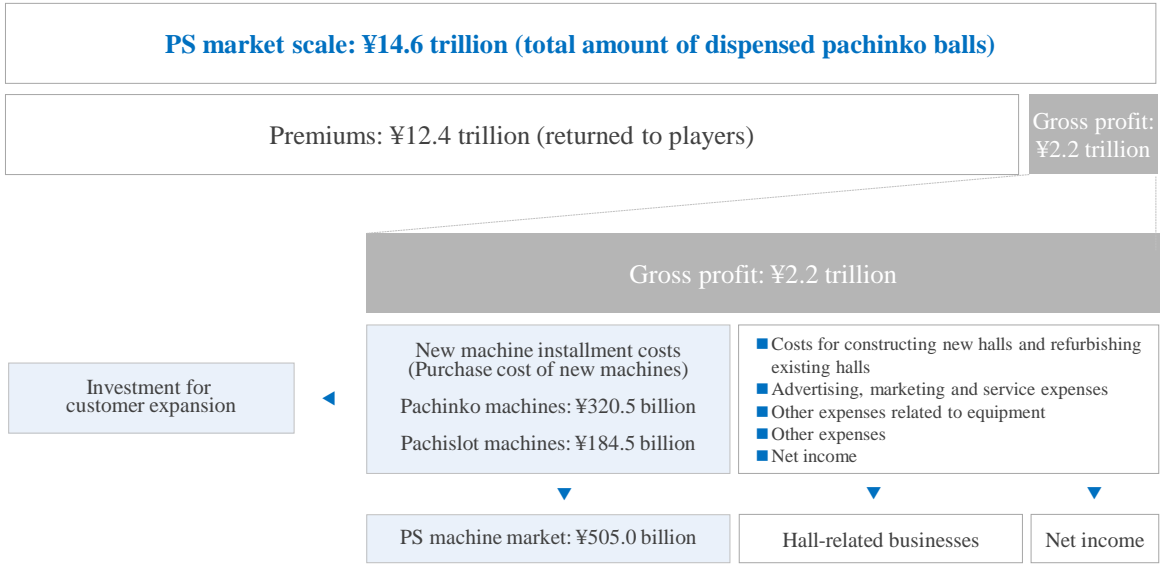 PS market scale: ¥14.6 trillion (total amount of dispensed pachinko balls)
Premiums: ¥12.4 trillion (returned to players)
Gross profit:
¥2.2 trillion
Gross profit: ¥2.2 trillion
Investment for
customer expansion
New machine installment costs
(Purchase cost of new machines)
Pachinko machines: ¥320.5 billion
Pachislot machines: ¥184.5 billion
Costs for constructing new halls and refurbishing
existing halls
Advertising, marketing and service expenses
Other expenses related to equipment
Other expenses
Net income
PS machine market: ¥505.0 billion
Hall-related businesses
Net income